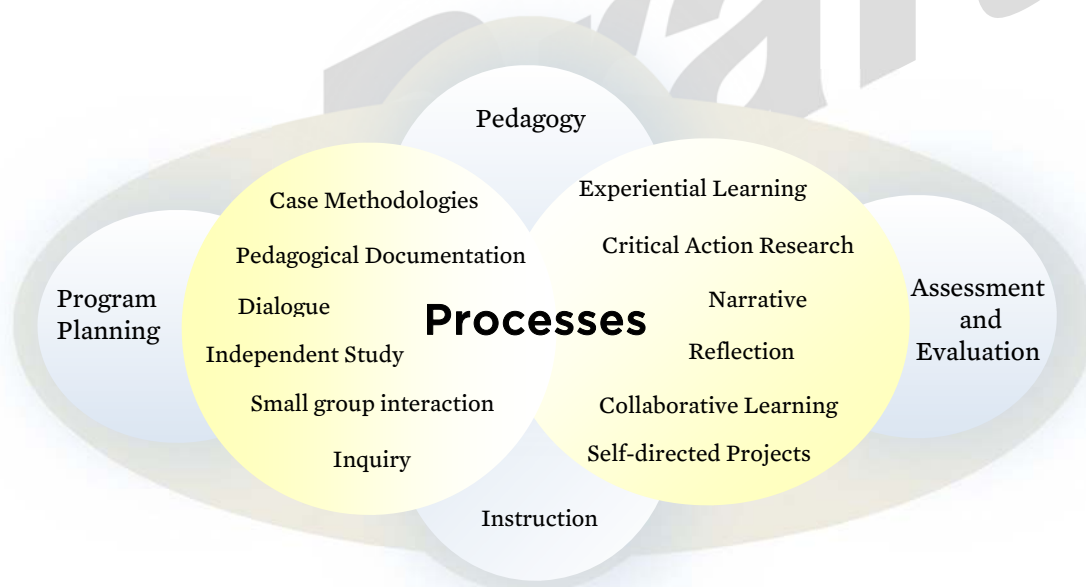 Pedagogy
Case Methodologies
Experiential Learning
Pedagogical Documentation
Critical Action Research
Program
Planning
Dialogue
Processes
Narrative
Assessment
and
Evaluation
Independent Study
Reflection
Small group interaction
Collaborative Learning
Inquiry
Self-directed Projects
Instruction